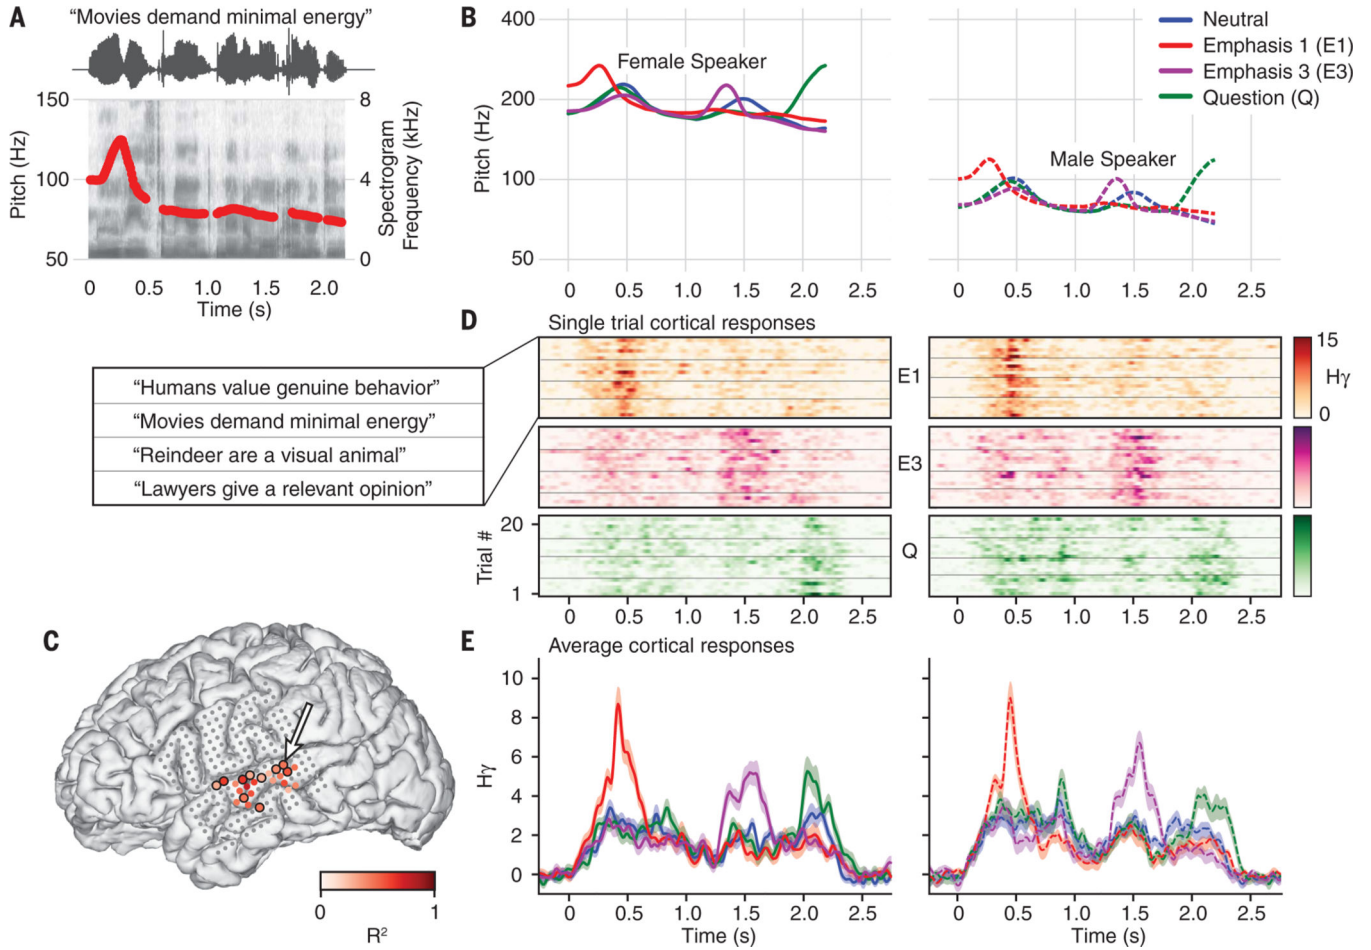 A
“Movies demand minimal energy”
150
100
50
Pitch (Hz)
8
4
0
Spectrogram
Frequency (kHz)
0 0.5 1.0 1.5 2.0
Time (s)
B
400
200
100
50
Pitch (Hz)
Female Speaker
0 0.5 1.0 1.5 2.0 2.5
Male Speaker
0 0.5 1.0 1.5 2.0 2.5
Neutral
Emphasis 1 (E1)
Emphasis 3 (E3)
Question (Q)
D
Single trial cortical responses
“Humans value genuine behavior”
“Movies demand minimal energy”
“Reindeer are a visual animal”
“Lawyers give a relevant opinion”
E1
E3
Q
15
Hγ
0
20
Trial #
1
0 0.5 1.0 1.5 2.0 2.5
0 0.5 1.0 1.5 2.0 2.5
C
0 1
R²
E
Average cortical responses
10
8
6
4
2
0
Hγ
0 0.5 1.0 1.5 2.0 2.5
Time (s)
0 0.5 1.0 1.5 2.0 2.5
Time (s)